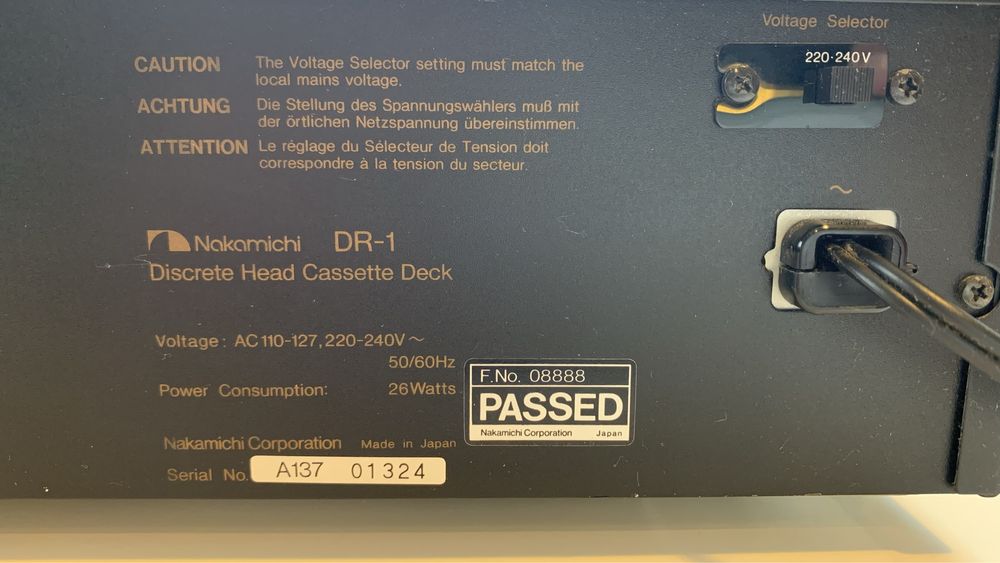 Voltage Selector
220·240V
CAUTION The Voltage Selector setting must match the
local mains voltage.
ACHTUNG Die Stellung des Spannungswählers muß mit
der örtlichen Netzspannung übereinstimmen.
ATTENTION Le réglage du Sélecteur de Tension doit
correspondre à la tension du secteur.
~
Nakamichi DR-1
Discrete Head Cassette Deck
Voltage: AC 110-127, 220-240V ~
50/60Hz
Power Consumption: 26Watts
F.No. 08888
PASSED
Nakamichi Corporation Japan
Nakamichi Corporation Made in Japan
Serial No. A137 01324